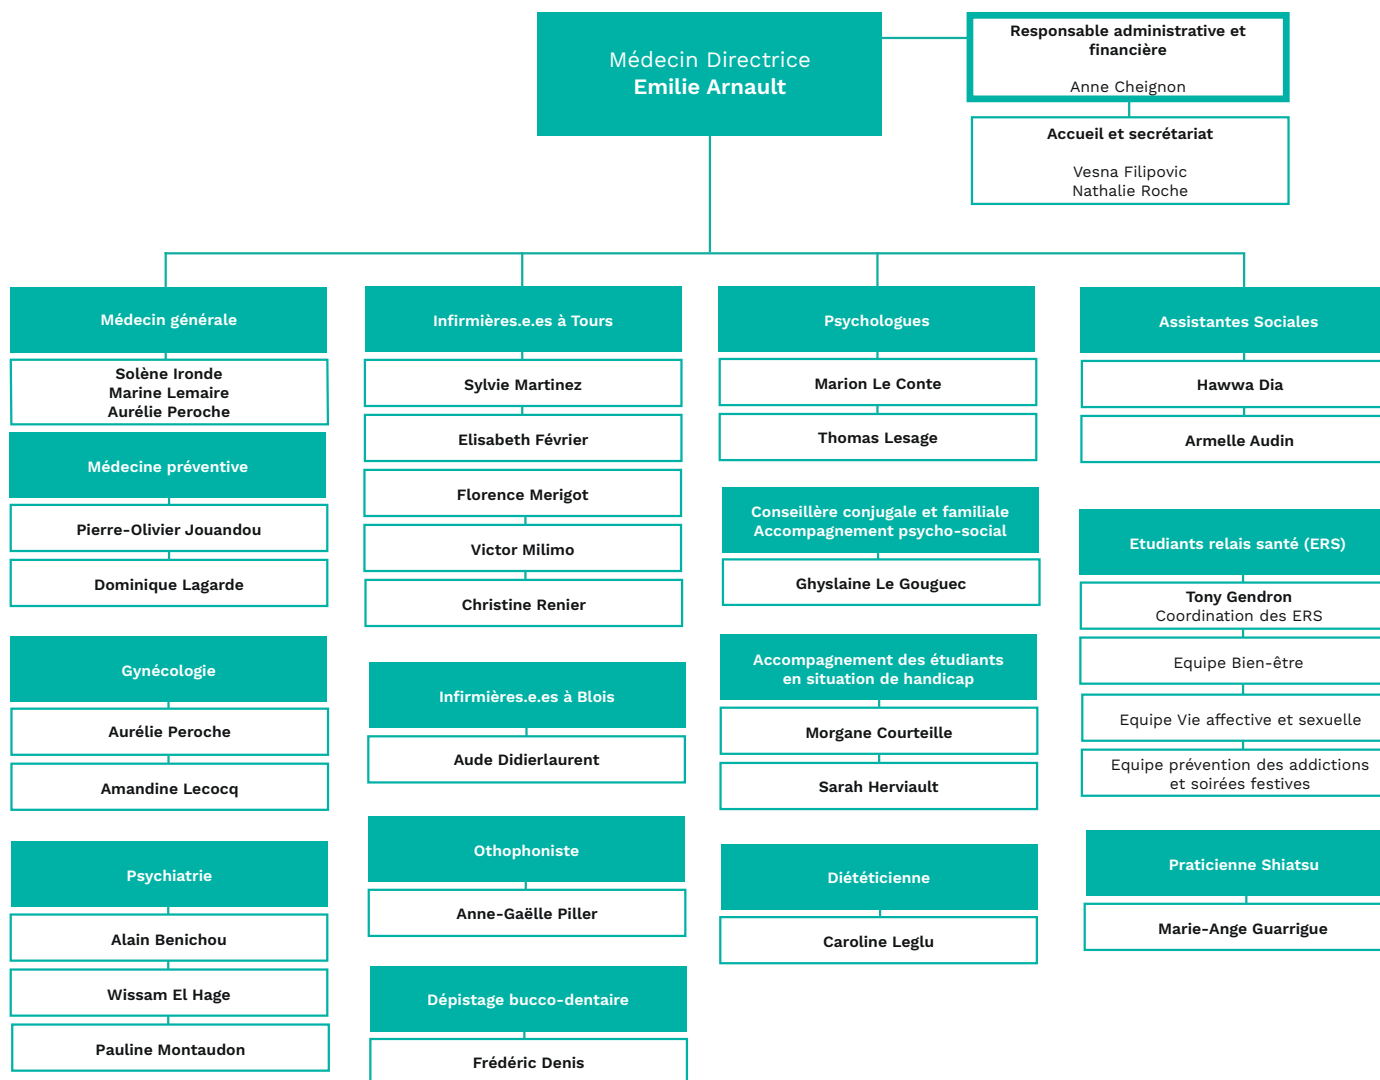 Médecin Directrice
Emilie Arnault
Responsable administrative et
financière
Anne Cheignon
Accueil et secrétariat
Vesna Filipovic
Nathalie Roche
Médecin générale
Solène Ironde
Marine Lemaire
Aurélie Peroche
Médecine préventive
Pierre-Olivier Jouandou
Dominique Lagarde
Gynécologie
Aurélie Peroche
Amandine Lecocq
Psychiatrie
Alain Benichou
Wissam El Hage
Pauline Montaudon
Infirmières.e.es à Tours
Sylvie Martinez
Elisabeth Février
Florence Merigot
Victor Milimo
Christine Renier
Infirmières.e.es à Blois
Aude Didierlaurent
Othophoniste
Anne-Gaëlle Piller
Dépistage bucco-dentaire
Frédéric Denis
Psychologues
Marion Le Conte
Thomas Lesage
Conseillère conjugale et familiale
Accompagnement psycho-social
Ghyslaine Le Gouguec
Accompagnement des étudiants
en situation de handicap
Morgane Courteille
Sarah Herviault
Diététicienne
Caroline Leglu
Assistantes Sociales
Hawwa Dia
Armelle Audin
Etudiants relais santé (ERS)
Tony Gendron
Coordination des ERS
Equipe Bien-être
Equipe Vie affective et sexuelle
Equipe prévention des addictions
et soirées festives
Praticienne Shiatsu
Marie-Ange Guarrigue